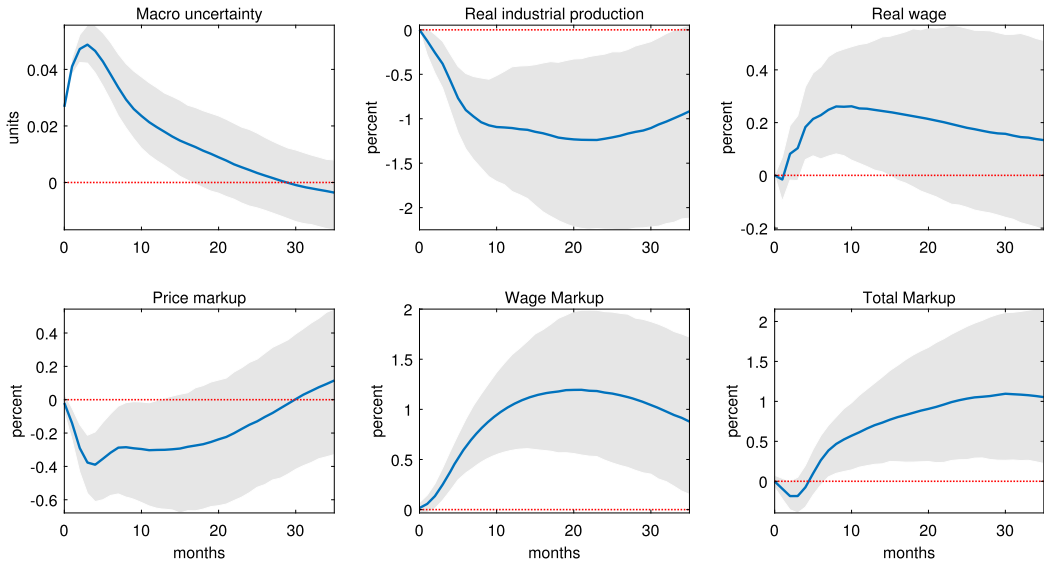 Macro uncertainty
Real industrial production
Real wage
units
0.04
0.02
0
0 10 20 30
percent
0
-0.5
-1
-1.5
-2
0 10 20 30
percent
0.4
0.2
0
-0.2
0 10 20 30
Price markup
Wage Markup
Total Markup
percent
0.4
0.2
0
-0.2
-0.4
-0.6
0 10 20 30
months
percent
2
1.5
1
0.5
0
0 10 20 30
months
percent
2
1.5
1
0.5
0
0 10 20 30
months